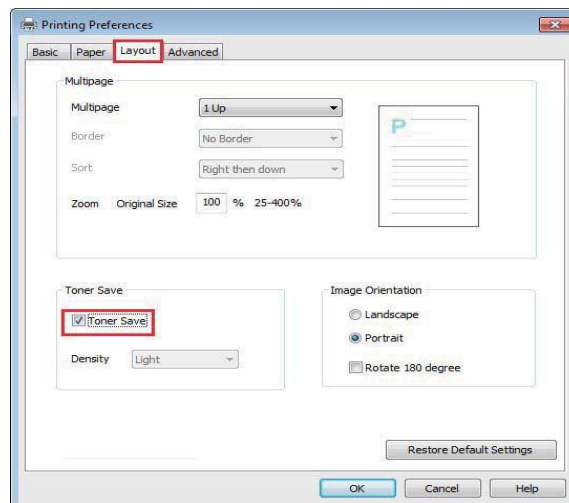 Printing Preferences
Basic Paper Layout Advanced
Multipage
Multipage 1 Up
Border No Border
Sort Right then down
Zoom Original Size 100 % 25-400%
P
Toner Save
Toner Save
Density Light
Image Orientation
Landscape
Portrait
Rotate 180 degree
Restore Default Settings
OK Cancel Help